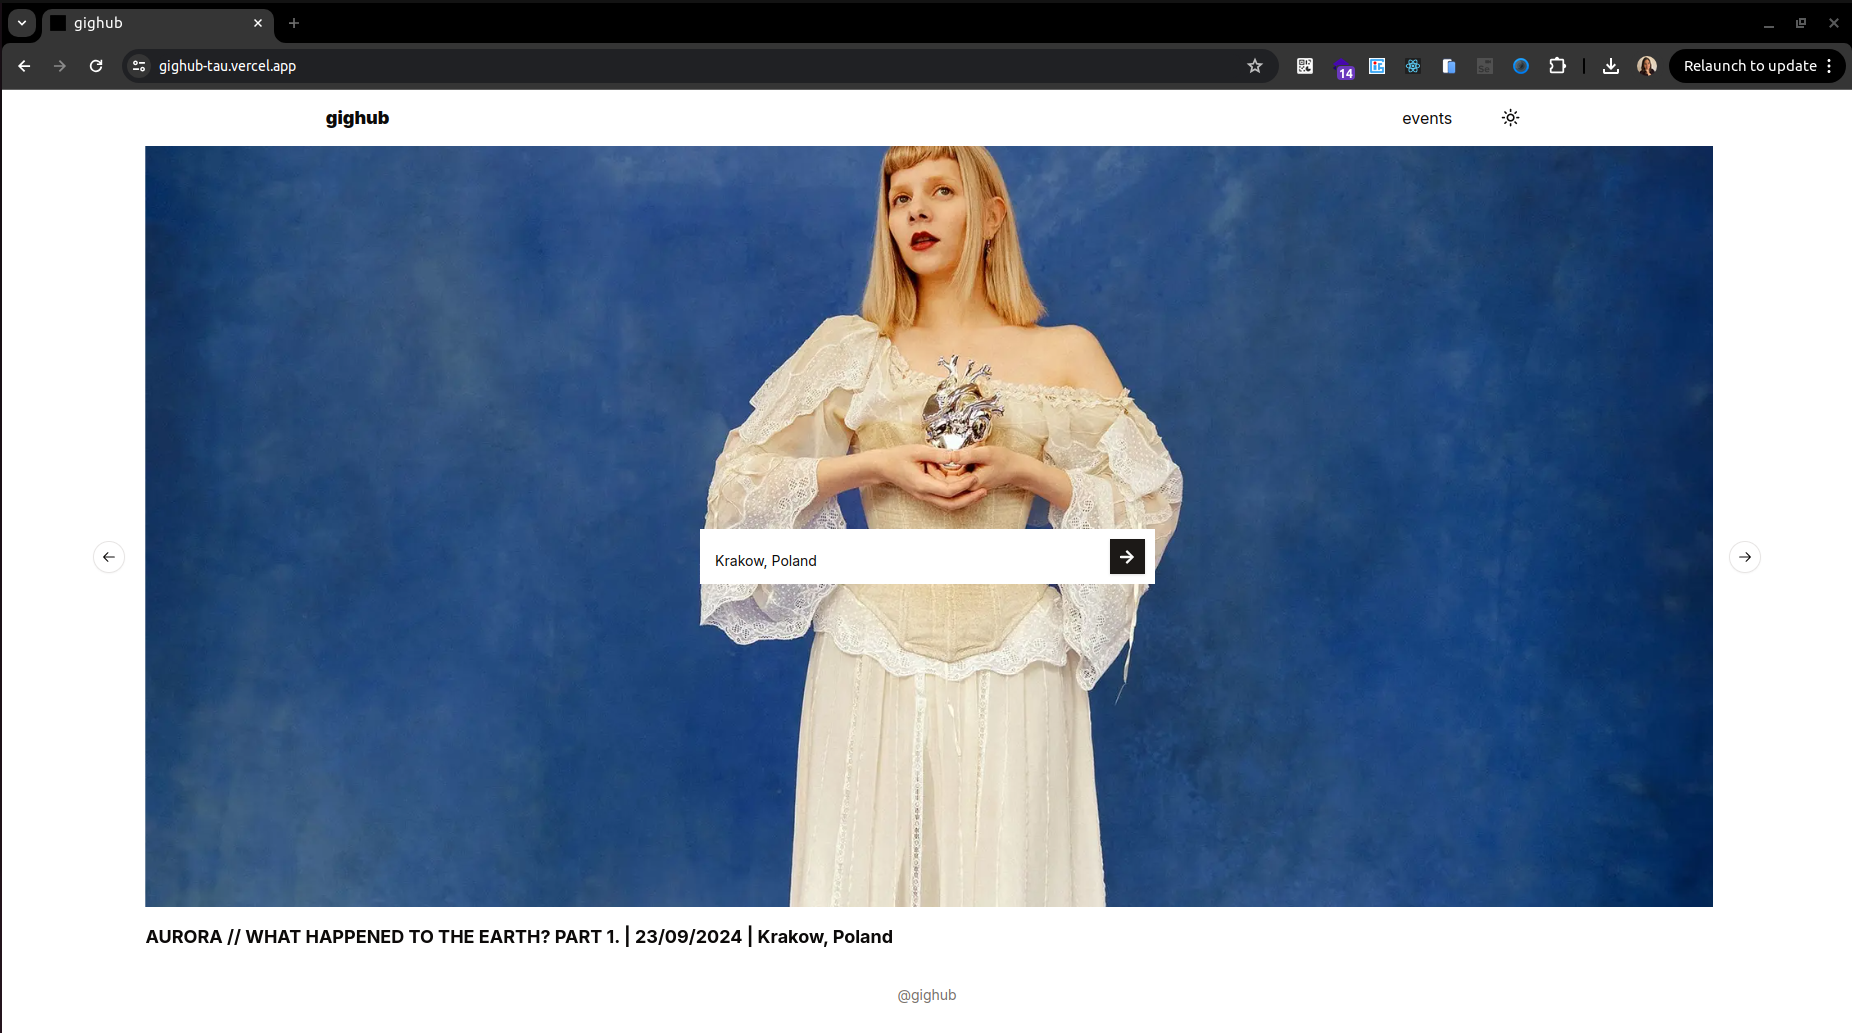 gighub
gighub-tau.vercel.app
14
Relaunch to update
gighub
events
Krakow, Poland
AURORA // WHAT HAPPENED TO THE EARTH? PART 1. | 23/09/2024 | Krakow, Poland
@gighub